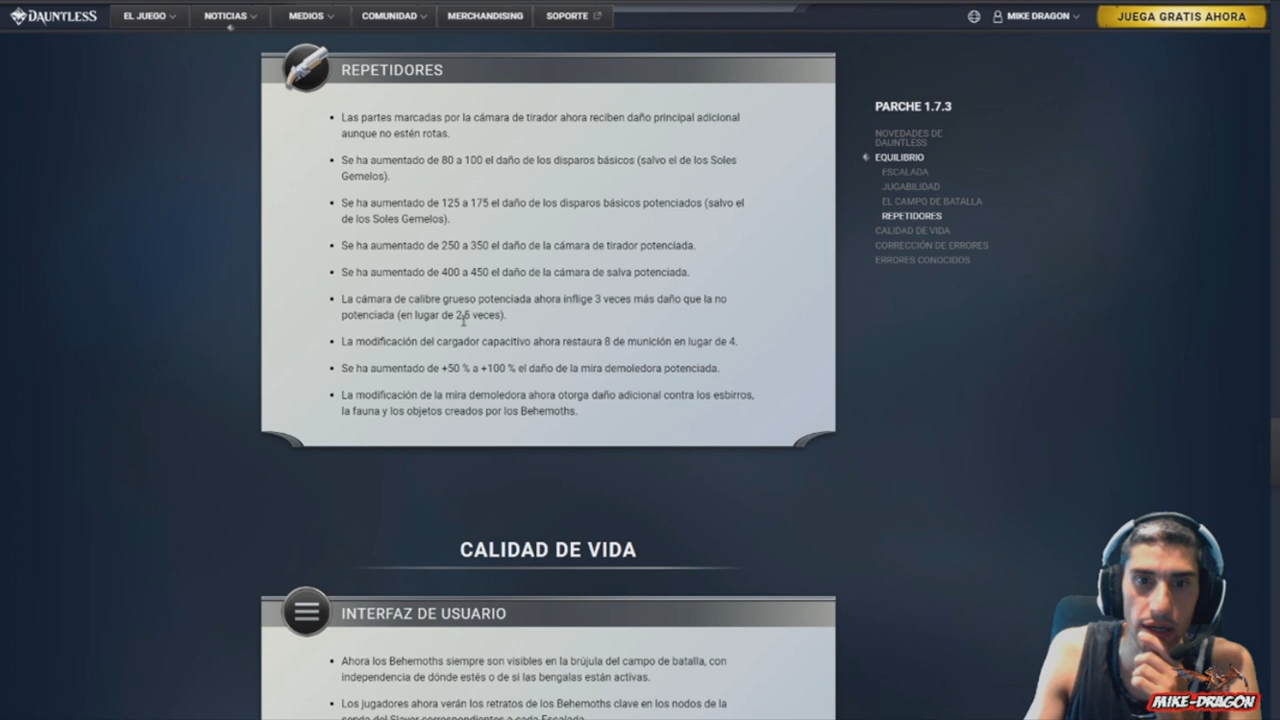 DAUNTLESS
EL JUEGO
NOTICIAS
MEDIOS
COMUNIDAD
MERCHANDISING
SOPORTE
MIKE DRAGON
JUEGA GRATIS AHORA
REPETIDORES
• Las partes marcadas por la cámara de tirador ahora reciben daño principal adicional
aunque no estén rotas.
• Se ha aumentado de 80 a 100 el daño de los disparos básicos (salvo el de los Soles
Gemelos).
• Se ha aumentado de 125 a 175 el daño de los disparos básicos potenciados (salvo el
de los Soles Gemelos).
• Se ha aumentado de 250 a 350 el daño de la cámara de tirador potenciada.
• Se ha aumentado de 400 a 450 el daño de la cámara de salva potenciada.
• La cámara de calibre grueso potenciada ahora inflige 3 veces más daño que la no
potenciada (en lugar de 2,5 veces).
• La modificación del cargador capacitivo ahora restaura 8 de munición en lugar de 4.
• Se ha aumentado de +50 % a +100 % el daño de la mira demoledora potenciada.
• La modificación de la mira demoledora ahora otorga daño adicional contra los esbirros,
la fauna y los objetos creados por los Behemoths.
CALIDAD DE VIDA
INTERFAZ DE USUARIO
• Ahora los Behemoths siempre son visibles en la brújula del campo de batalla, con
independencia de dónde estés o de si las bengalas están activas.
• Los jugadores ahora verán los retratos de los Behemoths clave en los nodos de la
senda del Slayer correspondientes a cada Escalada.
PARCHE 1.7.3
NOVEDADES DE
DAUNTLESS
EQUILIBRIO
ESCALADA
JUGABILIDAD
EL CAMPO DE BATALLA
REPETIDORES
CALIDAD DE VIDA
CORRECCIÓN DE ERRORES
ERRORES CONOCIDOS
MIKE-DRAGON